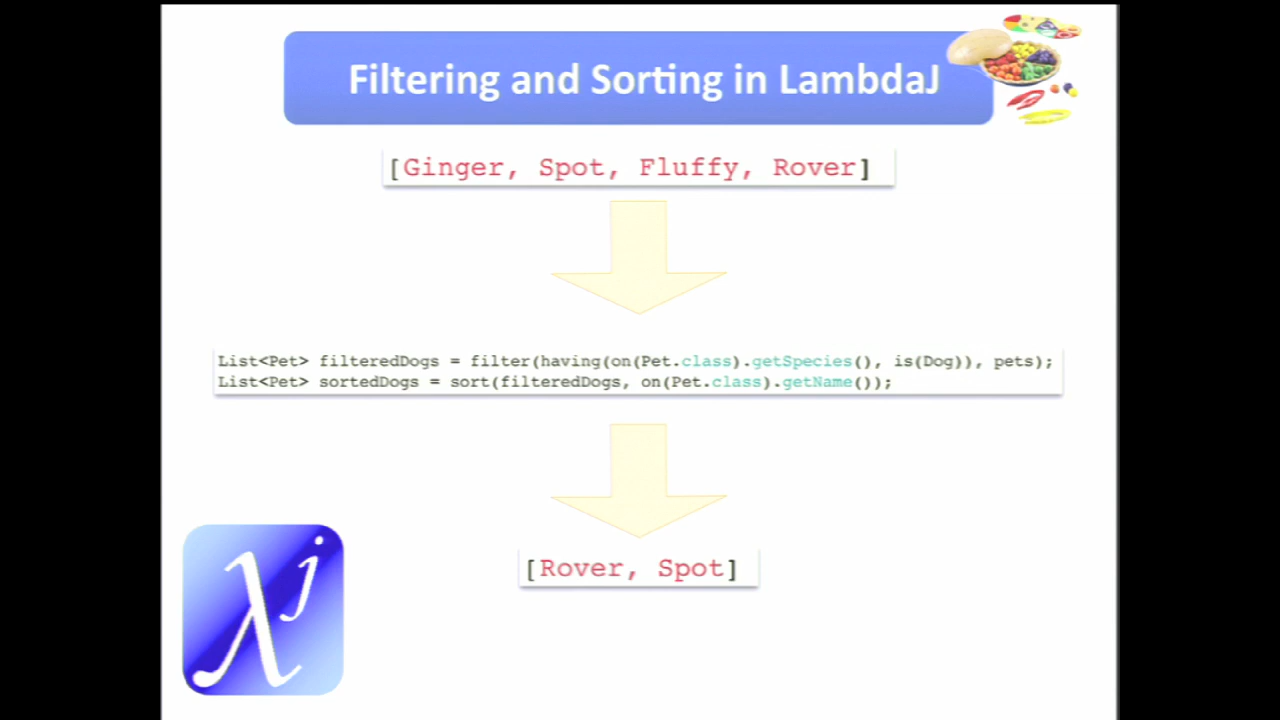 Filtering and Sorting in LambdaJ
[Ginger, Spot, Fluffy, Rover]
List<Pet> filteredDogs = filter(having(on(Pet.class).getSpecies(), is(Dog)), pets);
List<Pet> sortedDogs = sort(filteredDogs, on(Pet.class).getName());
[Rover, Spot]
λj